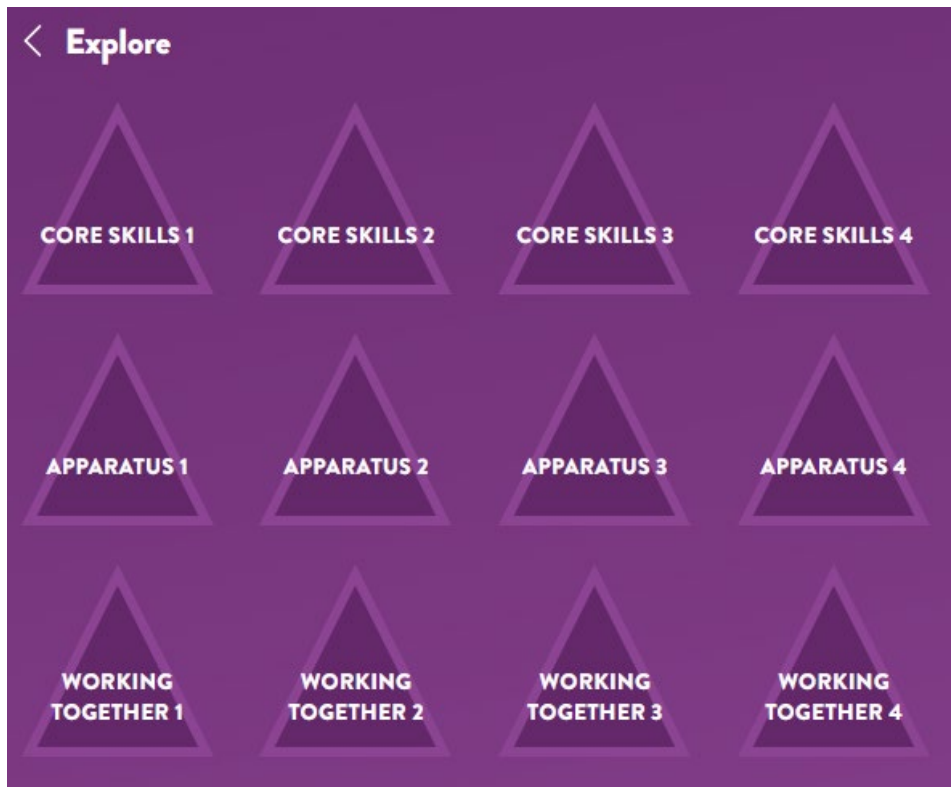 Explore
CORE SKILLS 1
CORE SKILLS 2
CORE SKILLS 3
CORE SKILLS 4
APPARATUS 1
APPARATUS 2
APPARATUS 3
APPARATUS 4
WORKING
TOGETHER 1
WORKING
TOGETHER 2
WORKING
TOGETHER 3
WORKING
TOGETHER 4